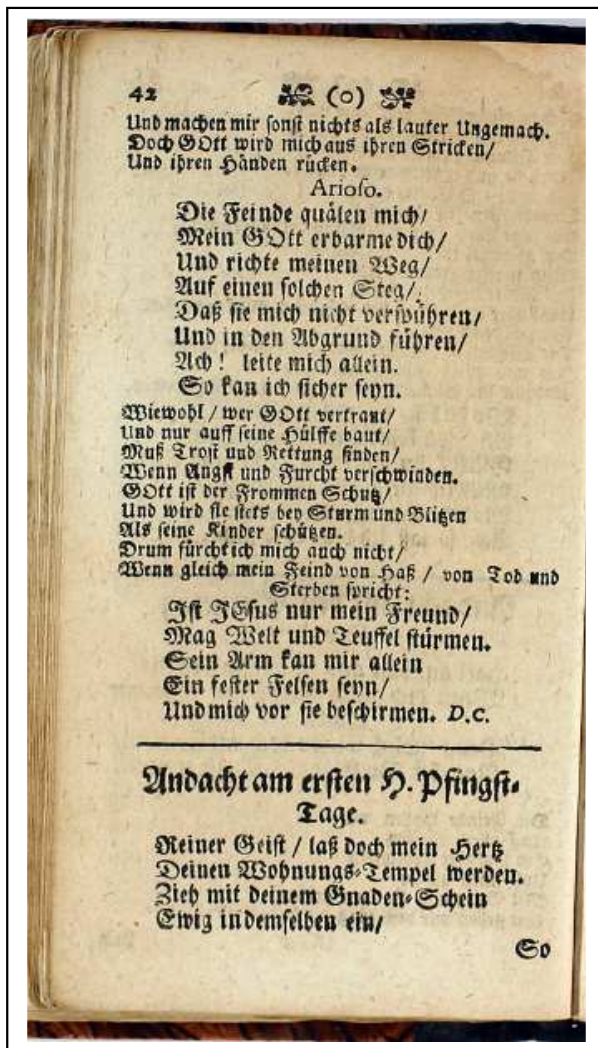 42 (o)
Und machen mir sonst nichts als lauter Ungemach.
Doch GOtt wird mich aus ihren Stricken/
Und ihren Händen rücken.
Arioso.
Die Feinde quälen mich/
Mein GOtt erbarme dich/
Und richte meinen Weg/
Auf einen solchen Steg/
Daß sie mich nicht verspühren/
Und in den Abgrund führen/
Ach! leite mich allein.
So kan ich sicher seyn.
Wiewohl / wer GOtt vertraut/
Und nur auff seine Hülffe baut/
Muß Trost und Rettung finden/
Wenn Angst und Furcht verschwinden.
GOtt ist der Frommen Schutz/
Und wird sie stets bey Sturm und Blitzen
Als seine Kinder schützen.
Drum fürcht ich mich auch nicht/
Wenn gleich mein Feind von Haß / von Tod und
Sterben spricht:
Ist JEsus nur mein Freund/
Mag Welt und Teuffel stürmen.
Sein Arm kan mir allein
Ein fester Felsen seyn/
Und mich vor sie beschirmen. D.C.
Andacht am ersten H. Pfingst-
Tage.
Reiner Geist / laß doch mein Hertz
Deinen Wohnungs-Tempel werden.
Zieh mit deinem Gnaden-Schein
Ewig in demselben ein/
So